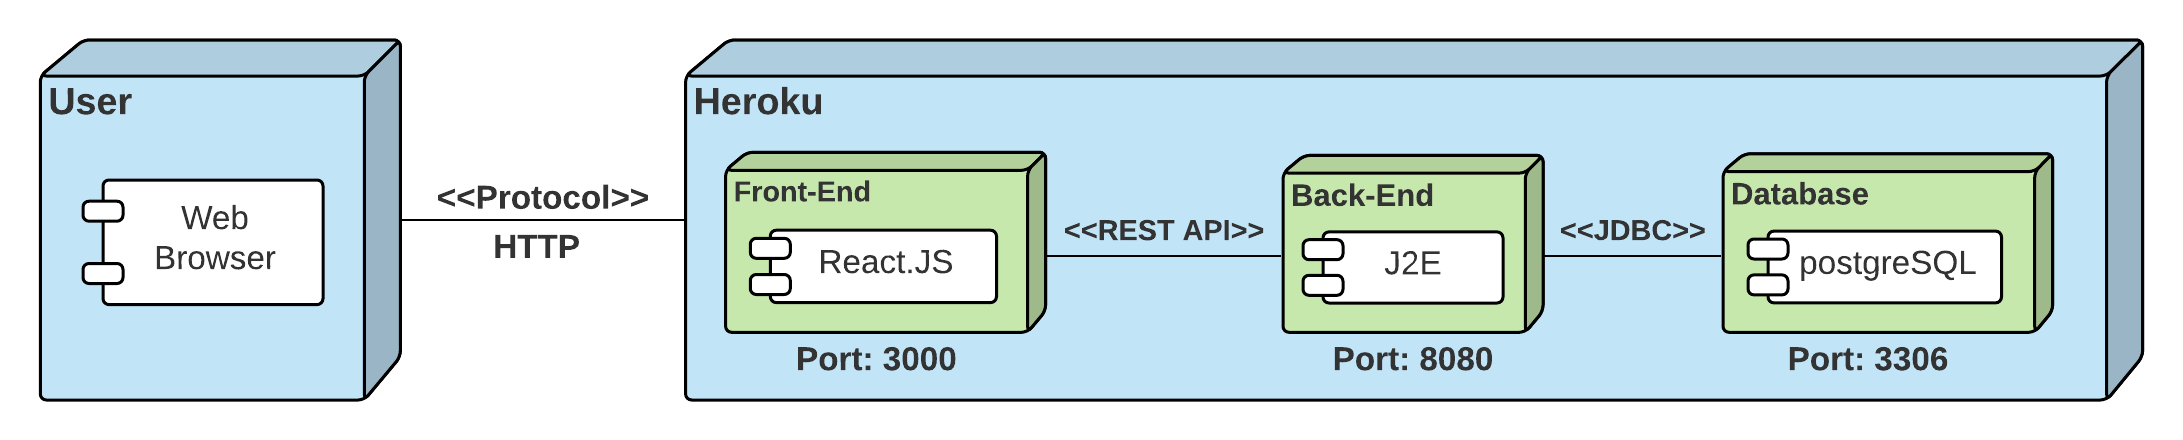 User
Web
Browser
<<Protocol>>
HTTP
Heroku
Front-End
React.JS
Port: 3000
<<REST API>>
Back-End
J2E
Port: 8080
<<JDBC>>
Database
postgreSQL
Port: 3306